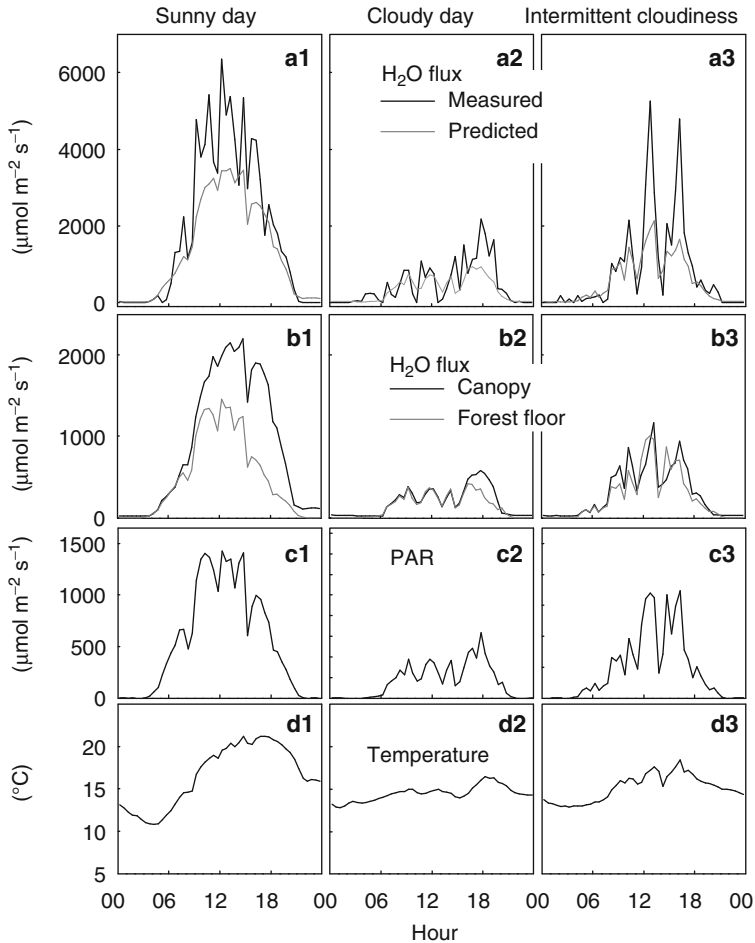 Sunny day Cloudy day Intermittent cloudiness
a1 a2 a3
H₂O flux
Measured
Predicted
6000
4000
2000
0
(μmol m⁻² s⁻¹)
b1 b2 b3
H₂O flux
Canopy
Forest floor
2000
1000
0
(μmol m⁻² s⁻¹)
c1 c2 c3
PAR
1500
1000
500
0
(μmol m⁻² s⁻¹)
d1 d2 d3
Temperature
20
15
10
5
(°C)
00 06 12 18 00 06 12 18 00 06 12 18 00
Hour